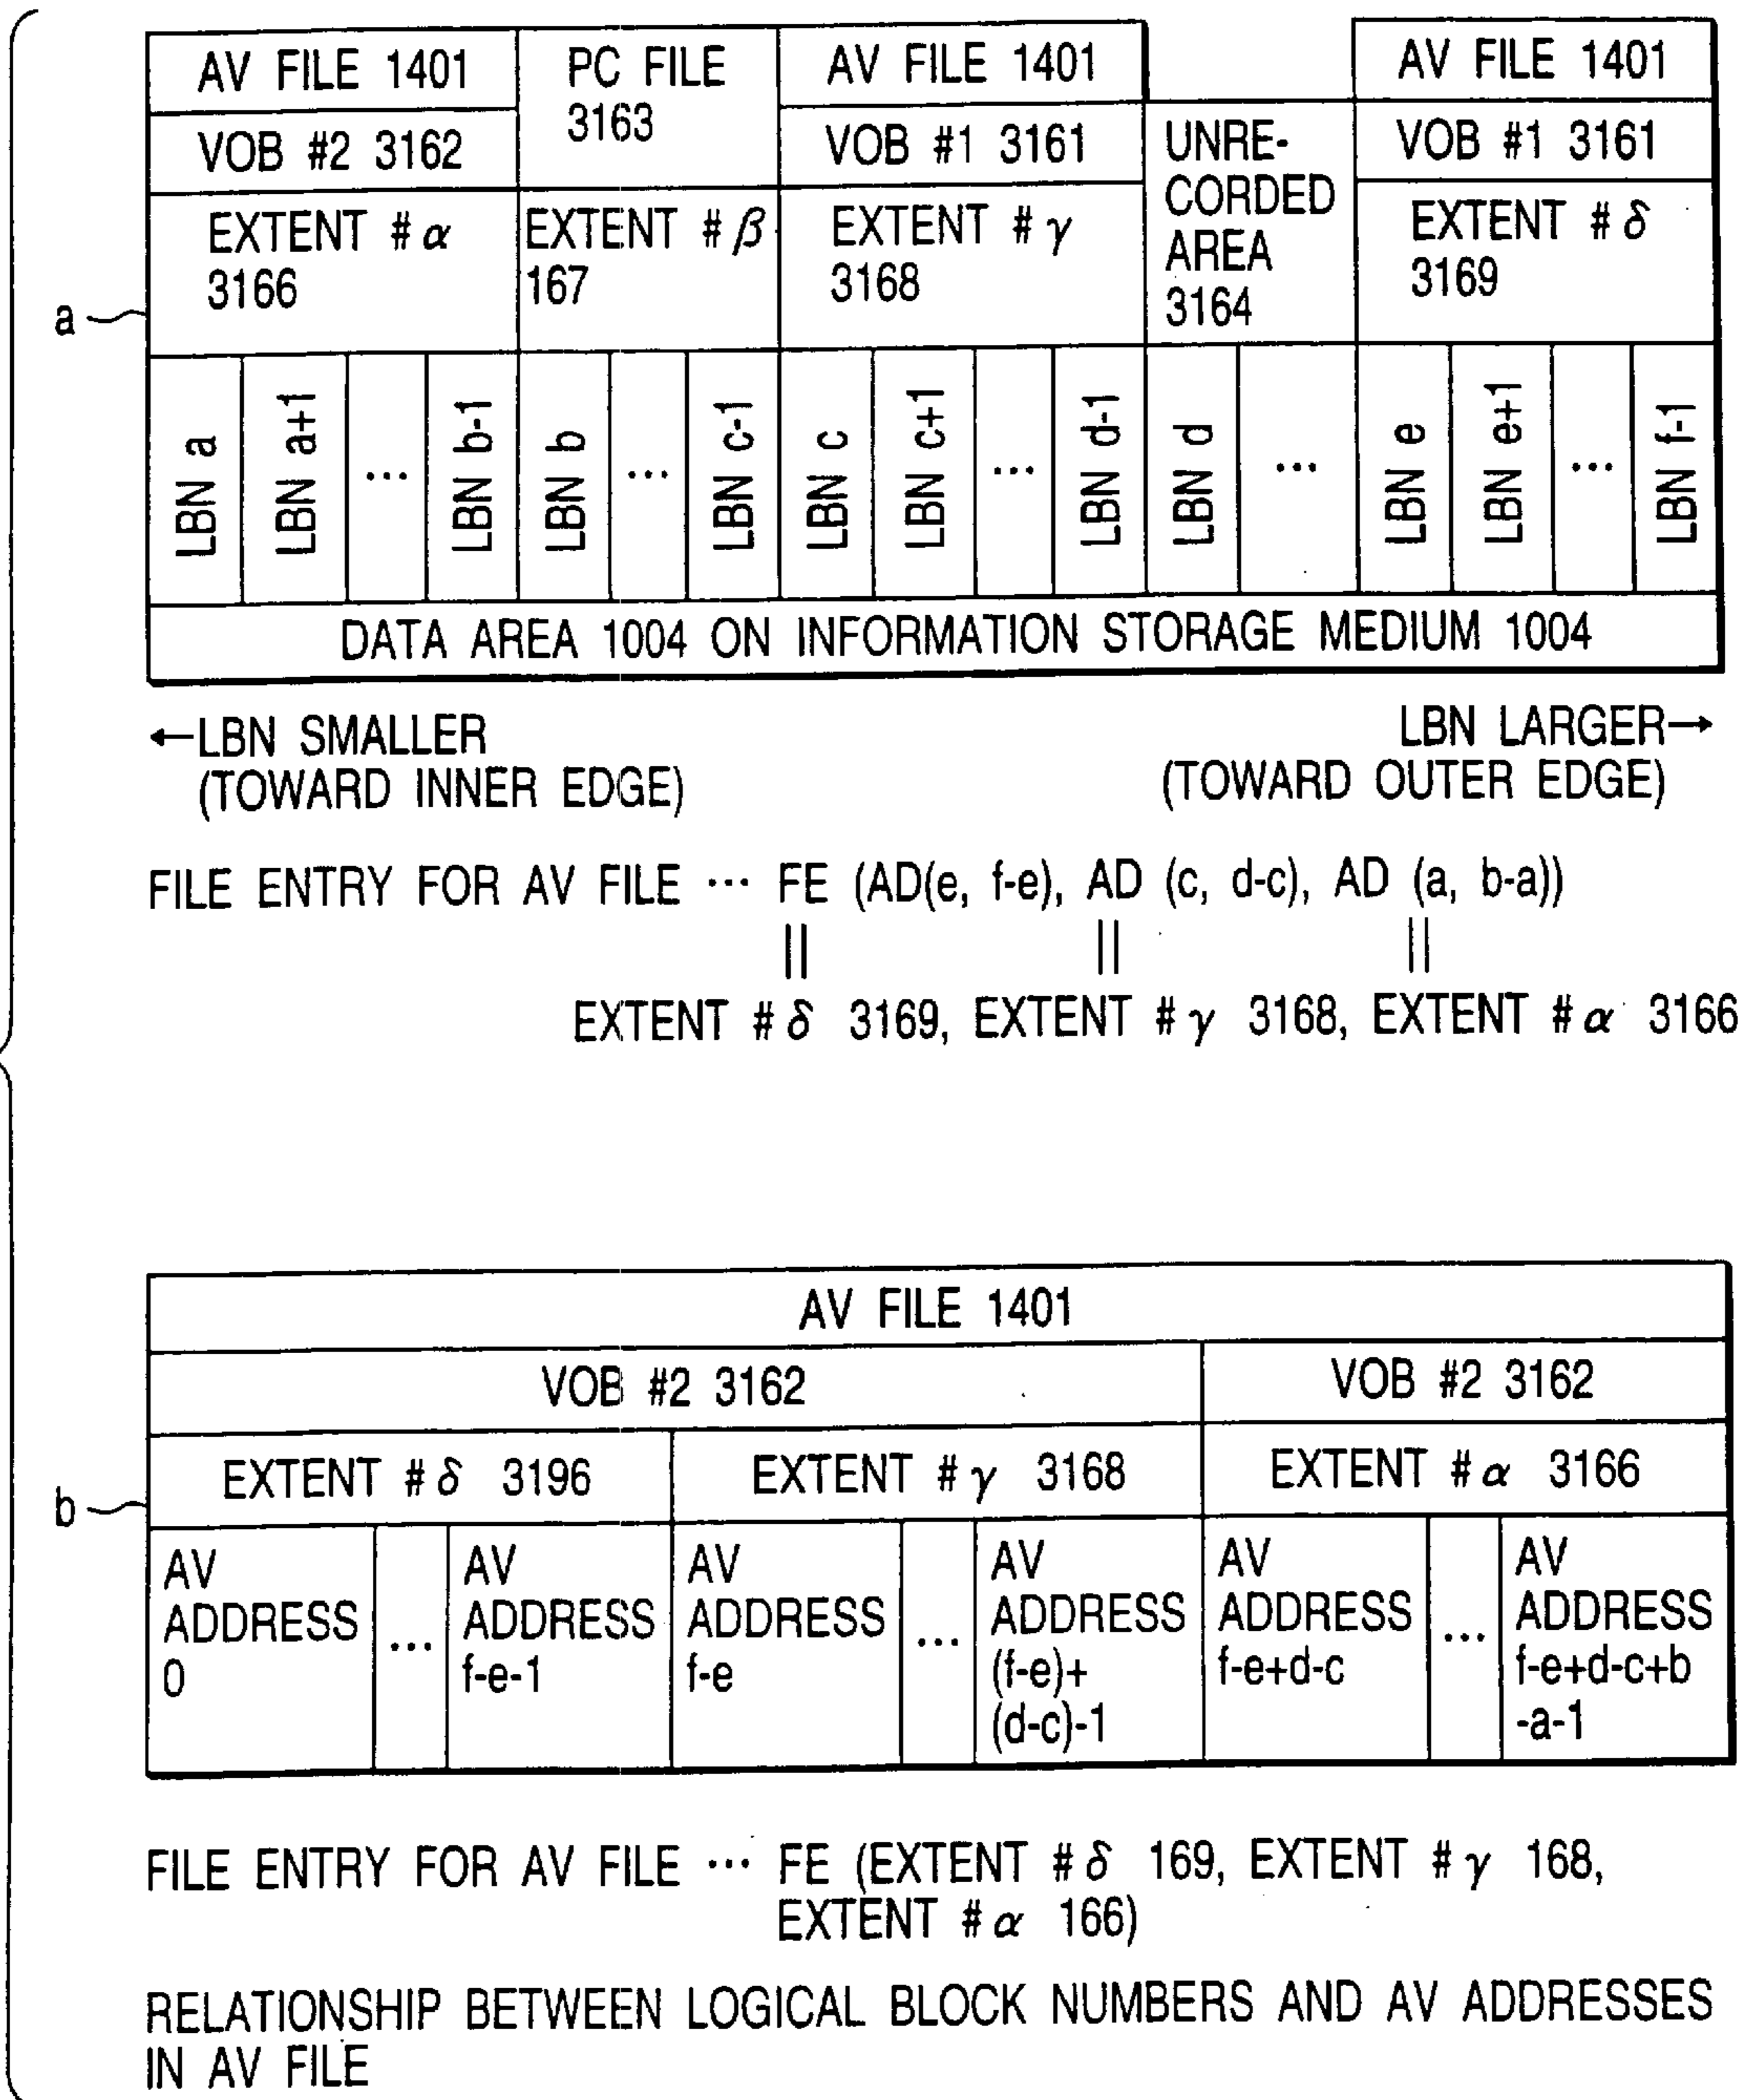 AV FILE 1401
PC FILE
3163
AV FILE 1401
AV FILE 1401
VOB #2 3162
VOB #1 3161
UNRE-
CORDED
AREA
3164
VOB #1 3161
EXTENT #α
3166
EXTENT #β
167
EXTENT #γ
3168
EXTENT #δ
3169
a
LBN a
LBN a+1
...
LBN b-1
LBN b
...
LBN c-1
LBN c
LBN c+1
...
LBN d-1
LBN d
...
LBN e
LBN e+1
...
LBN f-1
DATA AREA 1004 ON INFORMATION STORAGE MEDIUM 1004
←LBN SMALLER
(TOWARD INNER EDGE)
LBN LARGER→
(TOWARD OUTER EDGE)
FILE ENTRY FOR AV FILE ... FE (AD(e, f-e), AD (c, d-c), AD (a, b-a))
|| || ||
EXTENT #δ 3169, EXTENT #γ 3168, EXTENT #α 3166
AV FILE 1401
VOB #2 3162
VOB #2 3162
EXTENT #δ 3196
EXTENT #γ 3168
EXTENT #α 3166
b
AV
ADDRESS
0
...
AV
ADDRESS
f-e-1
AV
ADDRESS
f-e
...
AV
ADDRESS
(f-e)+
(d-c)-1
AV
ADDRESS
f-e+d-c
...
AV
ADDRESS
f-e+d-c+b
-a-1
FILE ENTRY FOR AV FILE ... FE (EXTENT #δ 169, EXTENT #γ 168,
EXTENT #α 166)
RELATIONSHIP BETWEEN LOGICAL BLOCK NUMBERS AND AV ADDRESSES
IN AV FILE